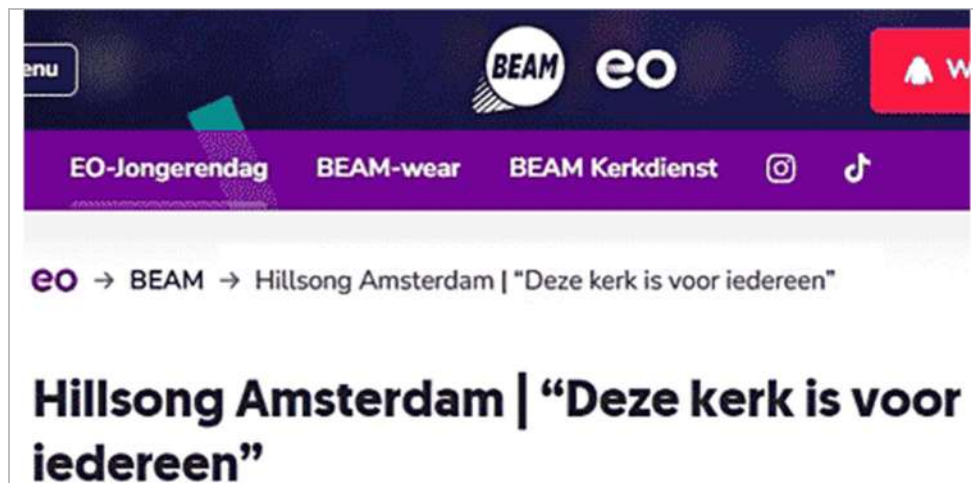 enu
BEAM eo
W
EO-Jongerendag BEAM-wear BEAM Kerkdienst
eo → BEAM → Hillsong Amsterdam | “Deze kerk is voor iedereen”
Hillsong Amsterdam | “Deze kerk is voor
iedereen”